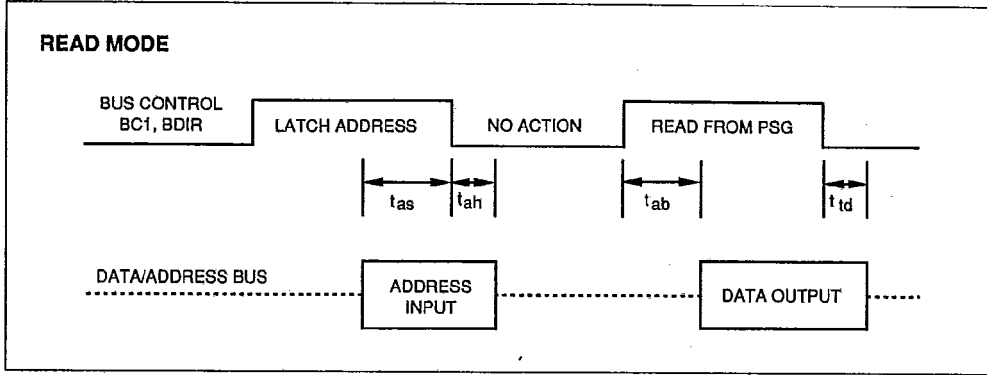 READ MODE
BUS CONTROL
BC1, BDIR
LATCH ADDRESS
NO ACTION
READ FROM PSG
tas
tah
tab
ttd
DATA/ADDRESS BUS
ADDRESS
INPUT
DATA OUTPUT